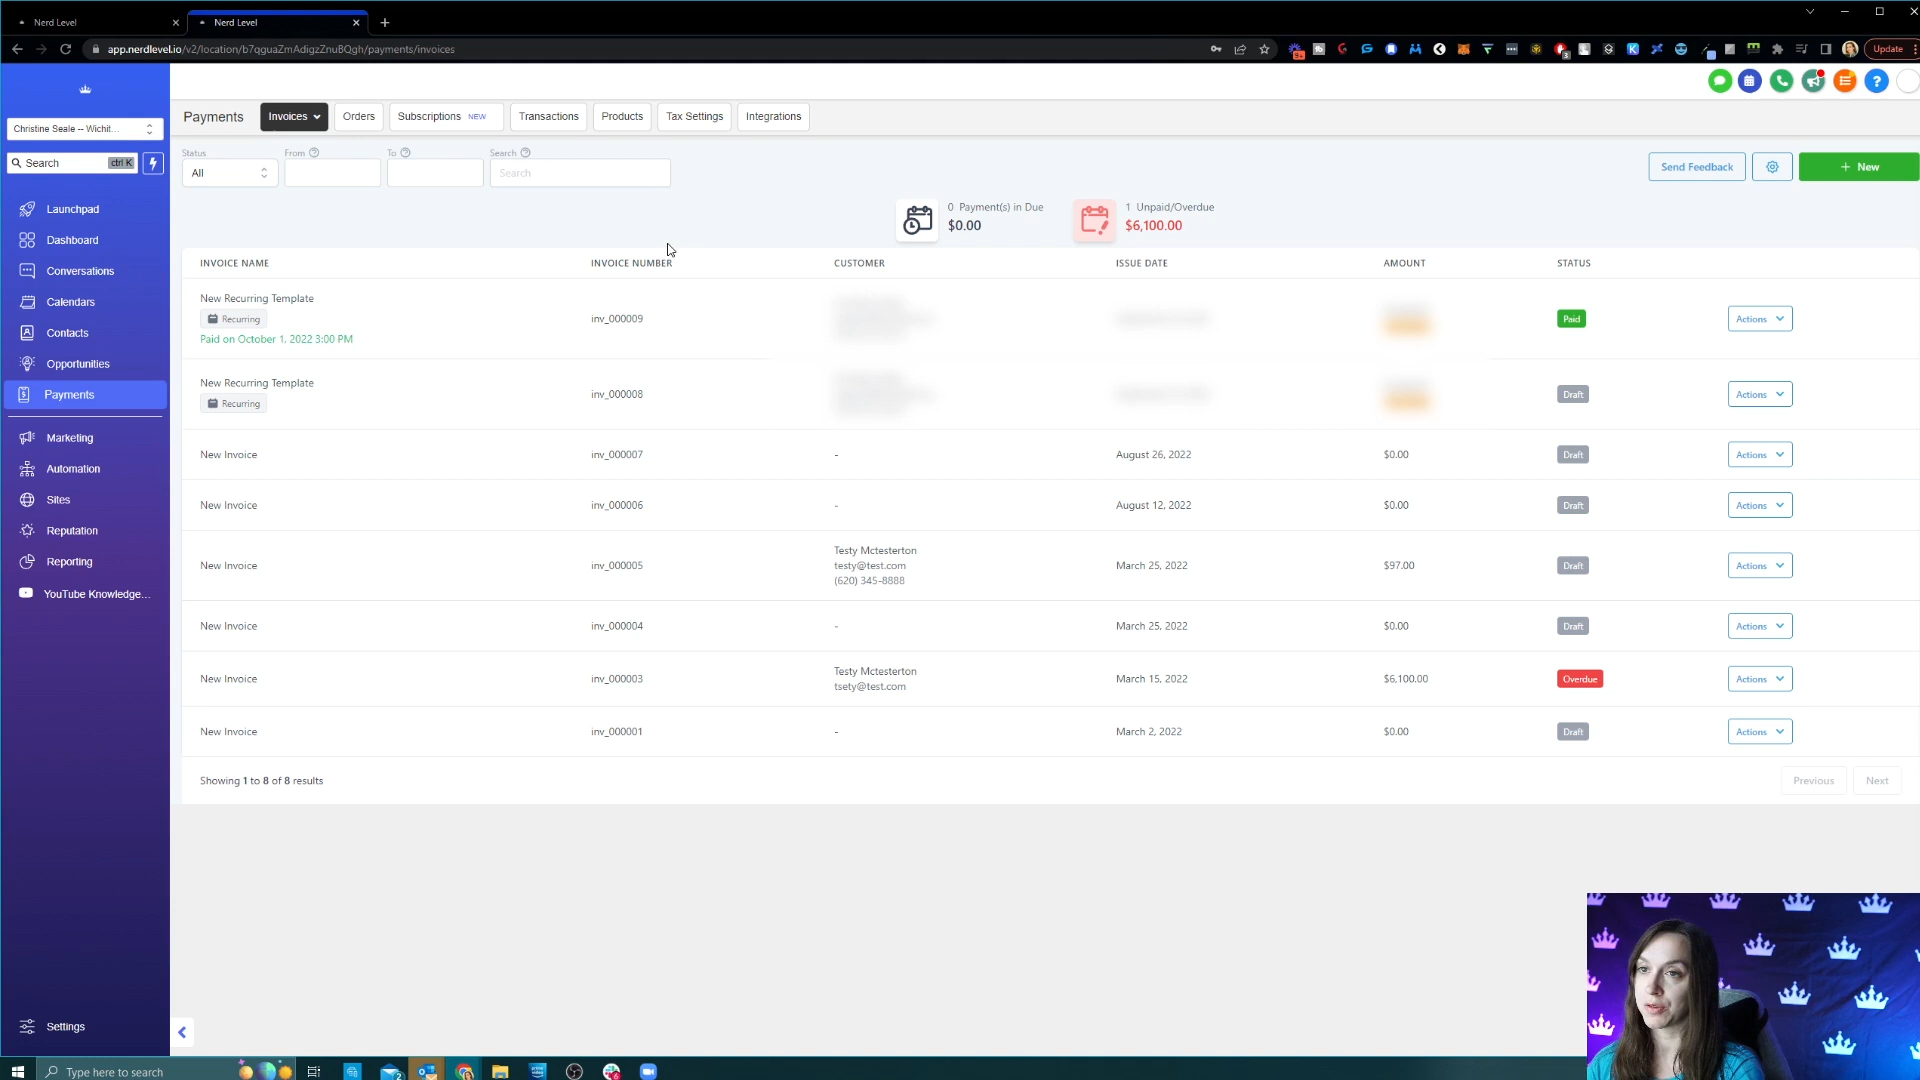 Nerd Level
Nerd Level
app.nerdlevel.io/v2/location/b7qguaZmAdigzZnuBQgh/payments/invoices
Update
Christine Seale -- Wichit...
Search ctrl K
Launchpad
Dashboard
Conversations
Calendars
Contacts
Opportunities
Payments
Marketing
Automation
Sites
Reputation
Reporting
YouTube Knowledge...
Settings
Payments Invoices Orders Subscriptions NEW Transactions Products Tax Settings Integrations
Status From To Search
All Search
Send Feedback + New
0 Payment(s) in Due
$0.00
1 Unpaid/Overdue
$6,100.00
INVOICE NAME INVOICE NUMBER CUSTOMER ISSUE DATE AMOUNT STATUS
New Recurring Template
Recurring
Paid on October 1, 2022 3:00 PM
inv_000009 Paid Actions
New Recurring Template
Recurring
inv_000008 Draft Actions
New Invoice inv_000007 - August 26, 2022 $0.00 Draft Actions
New Invoice inv_000006 - August 12, 2022 $0.00 Draft Actions
New Invoice inv_000005
Testy Mctesterton
testy@test.com
(620) 345-8888
March 25, 2022 $97.00 Draft Actions
New Invoice inv_000004 - March 25, 2022 $0.00 Draft Actions
New Invoice inv_000003
Testy Mctesterton
tsety@test.com
March 15, 2022 $6,100.00 Overdue Actions
New Invoice inv_000001 - March 2, 2022 $0.00 Draft Actions
Showing 1 to 8 of 8 results
Previous Next
Type here to search